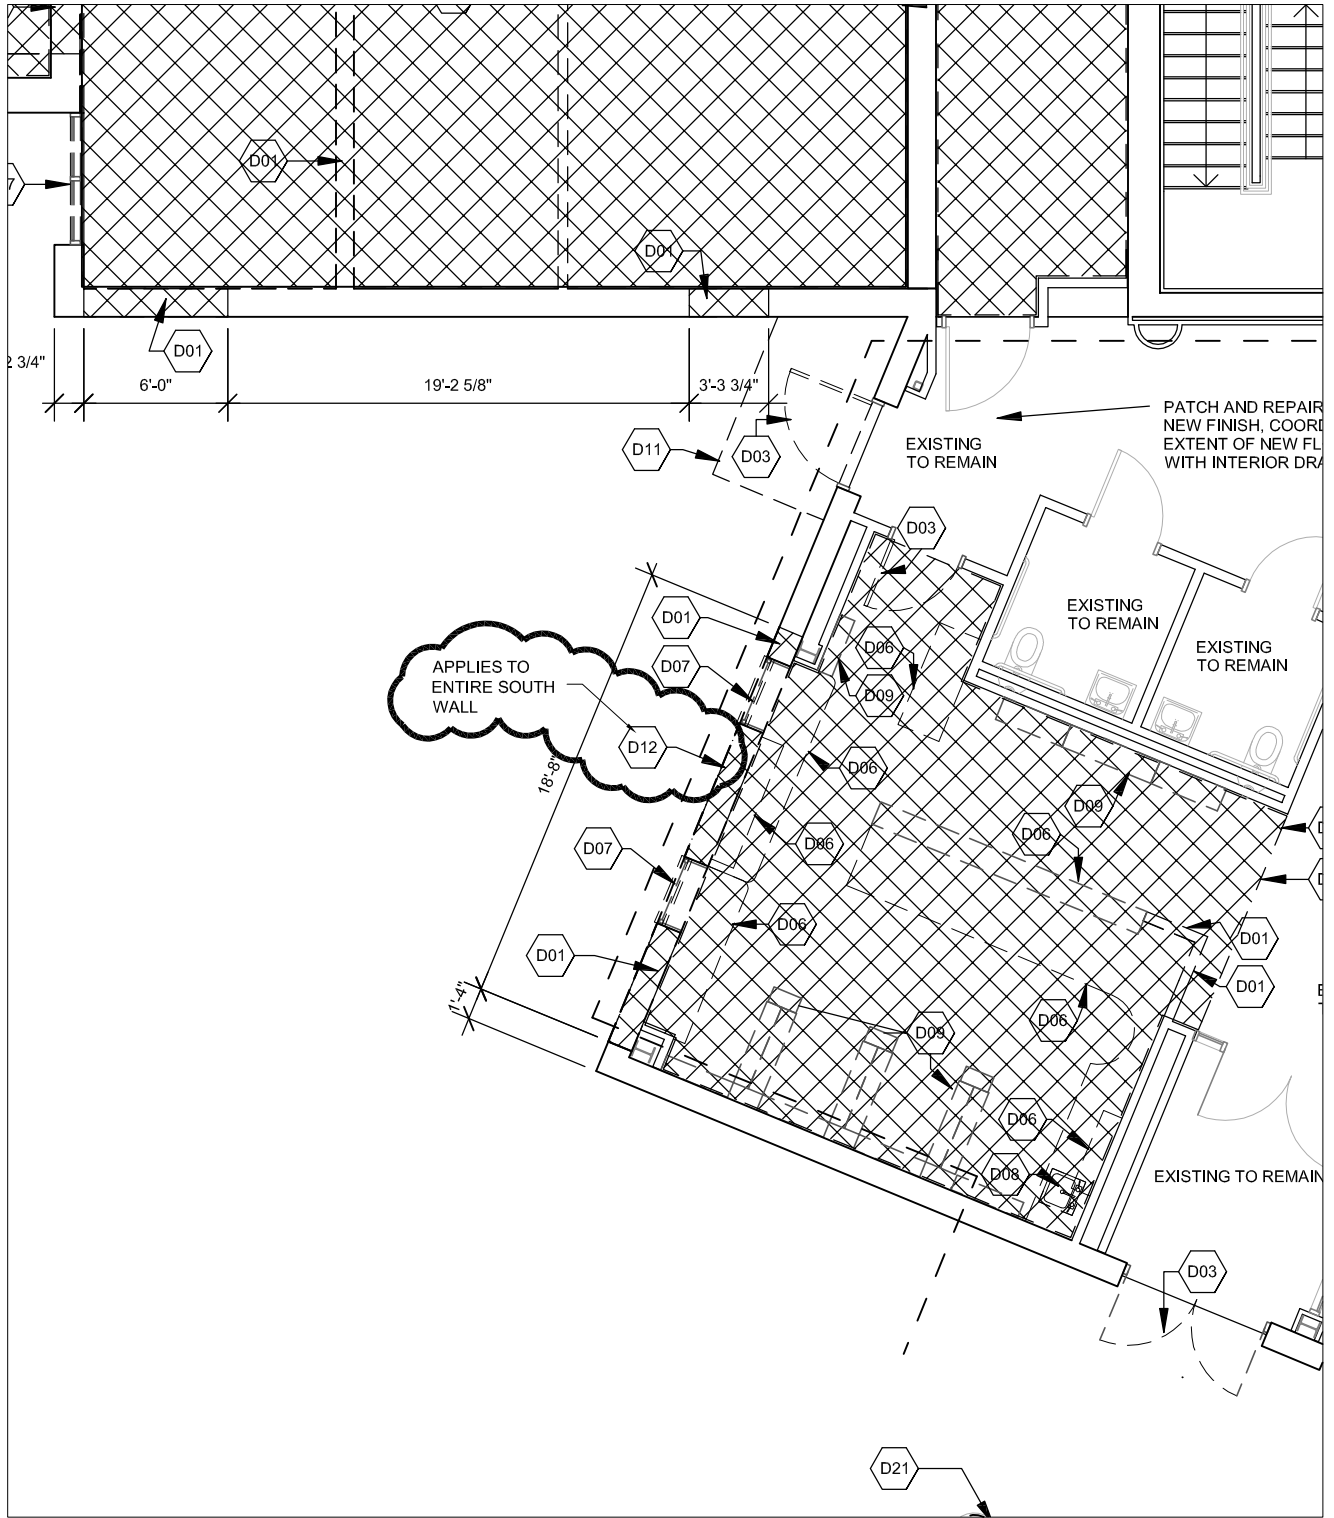 D01
7
D01
D01
2 3/4"
6'-0"
19'-2 5/8"
3'-3 3/4"
PATCH AND REPAIR
NEW FINISH, COORD
EXTENT OF NEW FL
WITH INTERIOR DRA
EXISTING
TO REMAIN
D11
D03
D03
EXISTING
TO REMAIN
D01
D06
EXISTING
TO REMAIN
D07
D09
APPLIES TO
ENTIRE SOUTH
WALL
D12
D06
18'-8"
D09
D06
D06
D07
D06
D01
D01
D01
1'-4"
D06
D09
D06
D08
EXISTING TO REMAIN
D03
D21